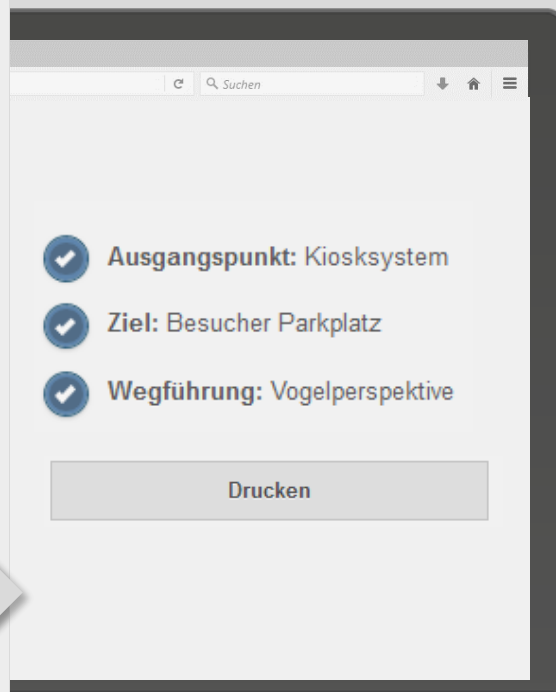 Suchen
Ausgangspunkt: Kiosksystem
Ziel: Besucher Parkplatz
Wegführung: Vogelperspektive
Drucken